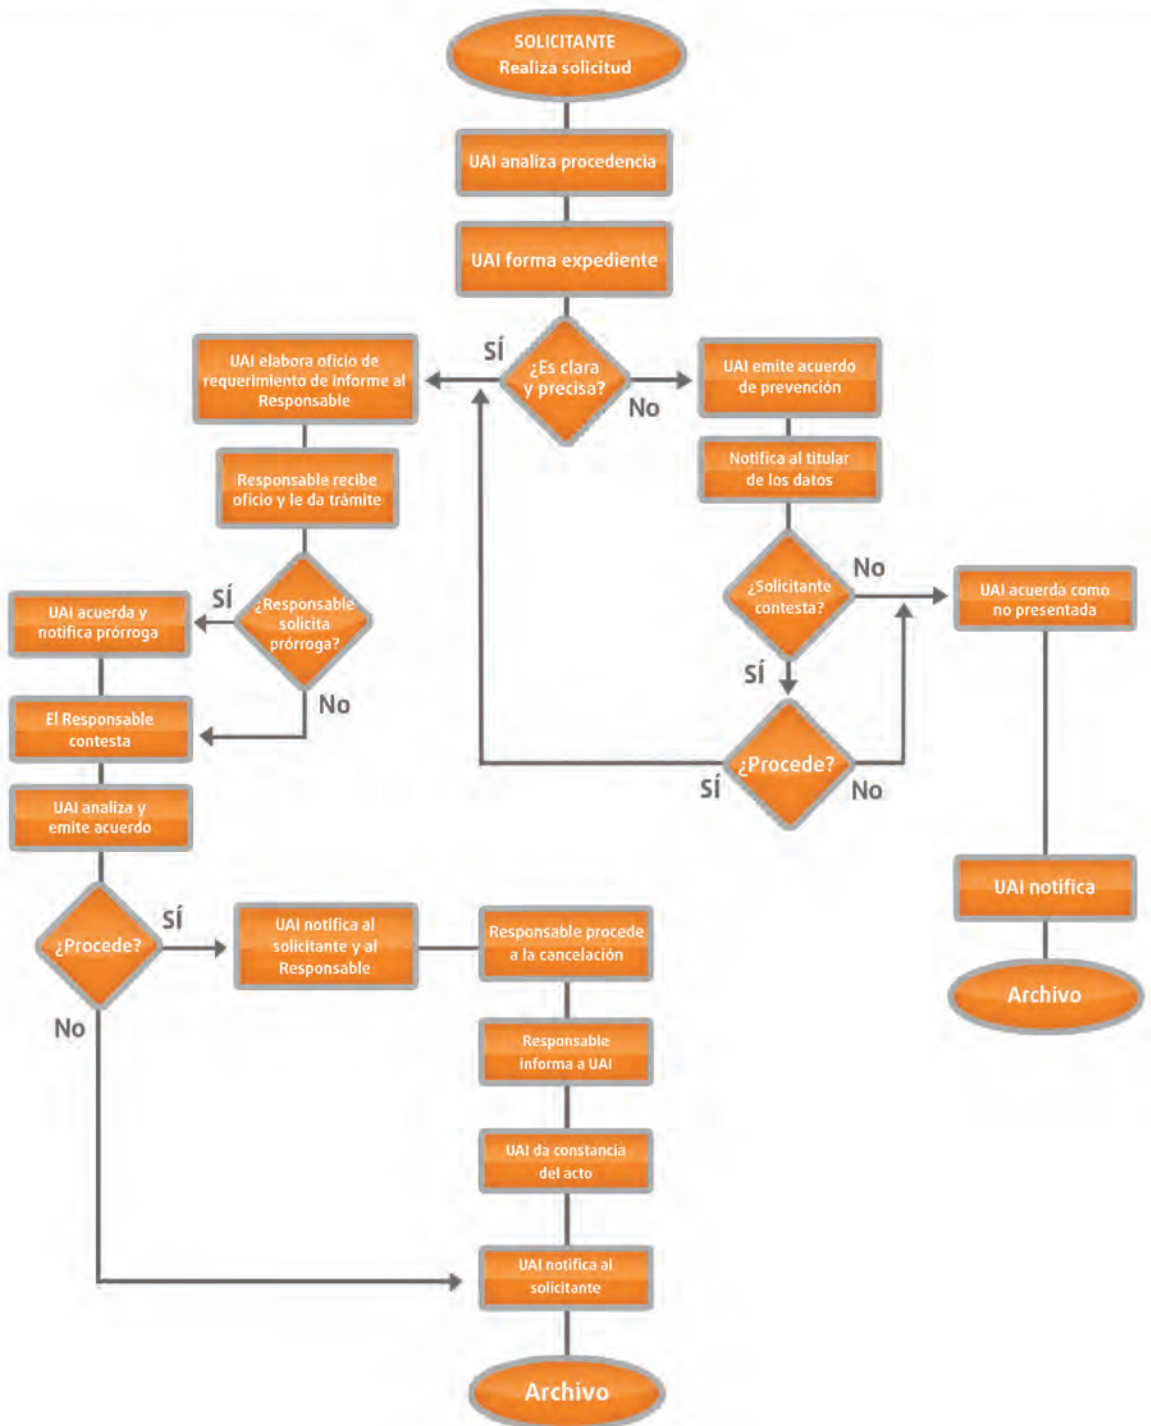 SOLICITANTE
Realiza solicitud
UAI analiza procedencia
UAI forma expediente
¿Es clara
y precisa?
SÍ
No
UAI elabora oficio de
requerimiento de informe al
Responsable
UAI emite acuerdo
de prevención
Responsable recibe
oficio y le da trámite
Notifica al titular
de los datos
¿Responsable
solicita
prórroga?
SÍ
No
¿Solicitante
contesta?
No
SÍ
UAI acuerda como
no presentada
UAI acuerda y
notifica prórroga
El Responsable
contesta
¿Procede?
SÍ
No
UAI analiza y
emite acuerdo
UAI notifica
Archivo
¿Procede?
SÍ
No
UAI notifica al
solicitante y al
Responsable
Responsable procede
a la cancelación
Responsable
informa a UAI
UAI da constancia
del acto
UAI notifica al
solicitante
Archivo